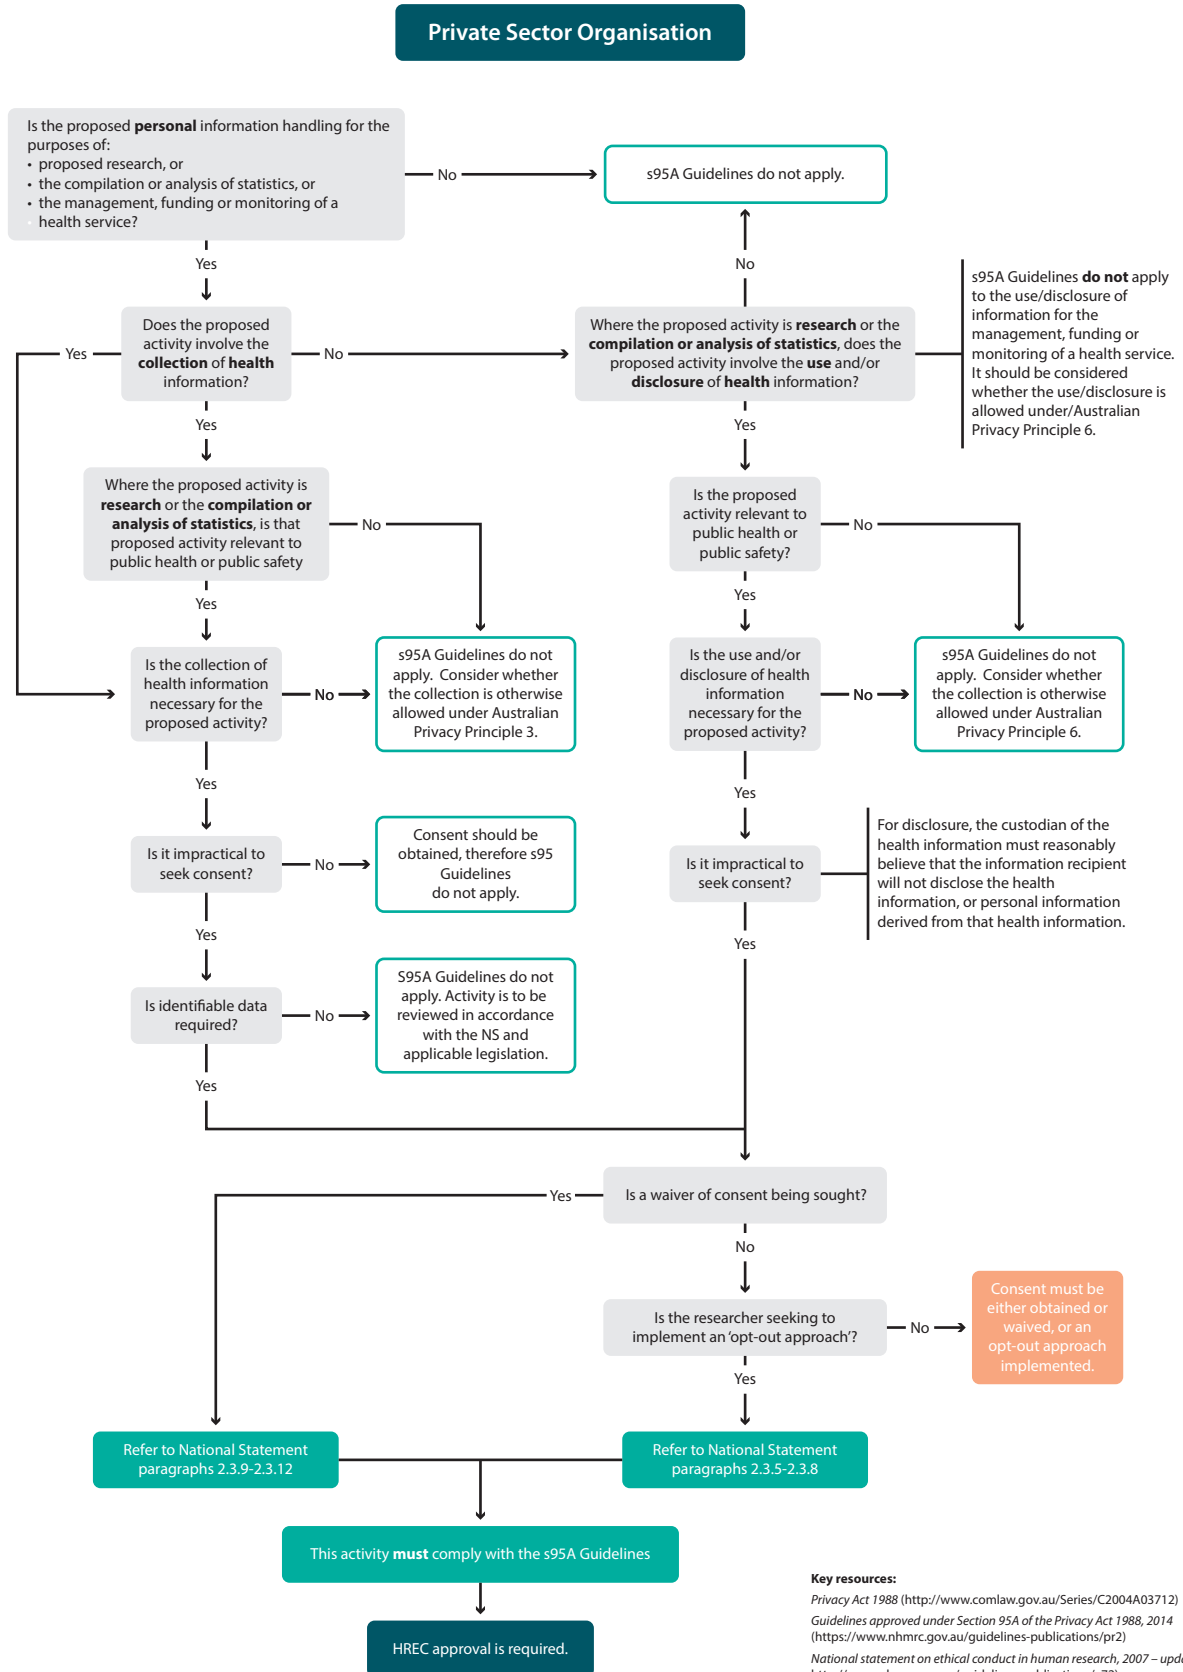 Private Sector Organisation
Is the proposed personal information handling for the
purposes of:
• proposed research, or
• the compilation or analysis of statistics, or
• the management, funding or monitoring of a
health service?
No
s95A Guidelines do not apply.
Yes
No
s95A Guidelines do not apply
to the use/disclosure of
information for the
management, funding or
monitoring of a health service.
It should be considered
whether the use/disclosure is
allowed under/Australian
Privacy Principle 6.
Does the proposed
activity involve the
collection of health
information?
Yes
No
Where the proposed activity is research or the
compilation or analysis of statistics, does the
proposed activity involve the use and/or
disclosure of health information?
Yes
Yes
Where the proposed activity is
research or the compilation or
analysis of statistics, is that
proposed activity relevant to
public health or public safety
No
Is the proposed
activity relevant to
public health or
public safety?
No
Yes
Yes
Is the collection of
health information
necessary for the
proposed activity?
No
s95A Guidelines do not
apply. Consider whether
the collection is otherwise
allowed under Australian
Privacy Principle 3.
Is the use and/or
disclosure of health
information
necessary for the
proposed activity?
No
s95A Guidelines do not
apply. Consider whether
the collection is otherwise
allowed under Australian
Privacy Principle 6.
Yes
Yes
Is it impractical to
seek consent?
No
Consent should be
obtained, therefore s95
Guidelines
do not apply.
Is it impractical to
seek consent?
For disclosure, the custodian of the
health information must reasonably
believe that the information recipient
will not disclose the health
information, or personal information
derived from that health information.
Yes
Yes
Is identifiable data
required?
No
S95A Guidelines do not
apply. Activity is to be
reviewed in accordance
with the NS and
applicable legislation.
Yes
Is a waiver of consent being sought?
Yes
No
Is the researcher seeking to
implement an ‘opt-out approach’?
No
Consent must be
either obtained or
waived, or an
opt-out approach
implemented.
Yes
Refer to National Statement
paragraphs 2.3.9-2.3.12
Refer to National Statement
paragraphs 2.3.5-2.3.8
This activity must comply with the s95A Guidelines
HREC approval is required.
Key resources:
Privacy Act 1988 (http://www.comlaw.gov.au/Series/C2004A03712)
Guidelines approved under Section 95A of the Privacy Act 1988, 2014
(https://www.nhmrc.gov.au/guidelines-publications/pr2)
National statement on ethical conduct in human research, 2007 –